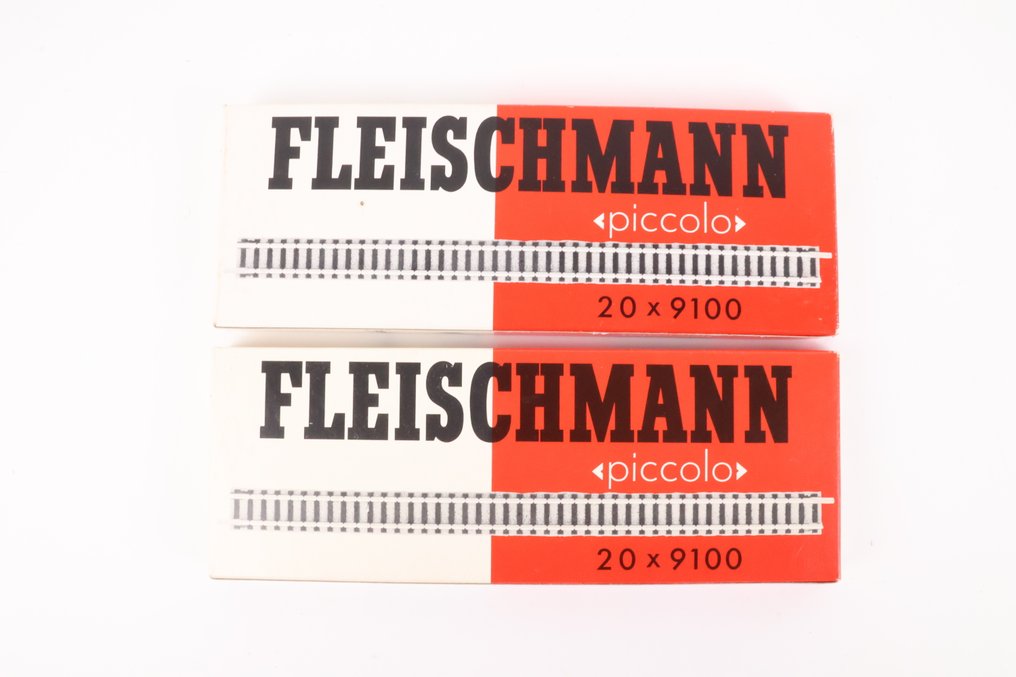 FLEISCHMANN
‹piccolo›
20 x 9100
FLEISCHMANN
‹piccolo›
20 x 9100